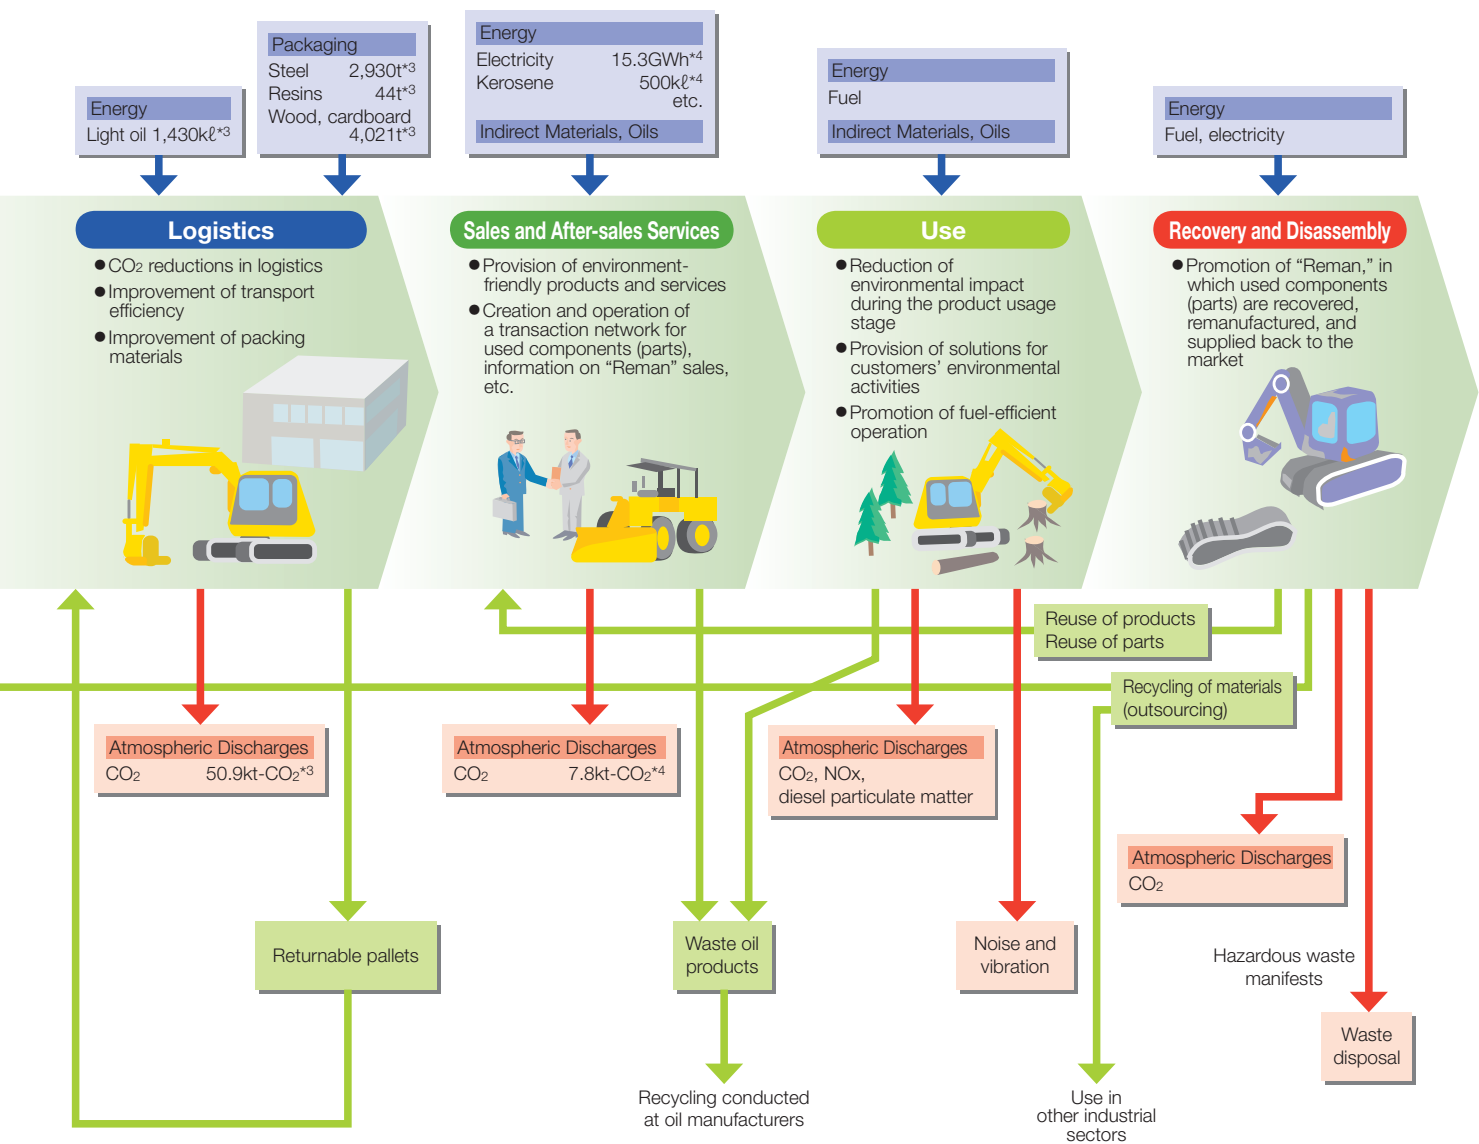 Energy
Light oil 1,430kℓ*3
Packaging
Steel 2,930t*3
Resins 44t*3
Wood, cardboard
4,021t*3
Energy
Electricity 15.3GWh*4
Kerosene 500kℓ*4
etc.
Indirect Materials, Oils
Energy
Fuel
Indirect Materials, Oils
Energy
Fuel, electricity
Logistics
● CO2 reductions in logistics
● Improvement of transport
efficiency
● Improvement of packing
materials
Sales and After-sales Services
● Provision of environment-
friendly products and services
● Creation and operation of
a transaction network for
used components (parts),
information on “Reman” sales,
etc.
Use
● Reduction of
environmental impact
during the product usage
stage
● Provision of solutions for
customers’ environmental
activities
● Promotion of fuel-efficient
operation
Recovery and Disassembly
● Promotion of “Reman,” in
which used components
(parts) are recovered,
remanufactured, and
supplied back to the
market
Reuse of products
Reuse of parts
Recycling of materials
(outsourcing)
Atmospheric Discharges
CO2 50.9kt-CO2*3
Atmospheric Discharges
CO2 7.8kt-CO2*4
Atmospheric Discharges
CO2, NOx,
diesel particulate matter
Atmospheric Discharges
CO2
Returnable pallets
Waste oil
products
Noise and
vibration
Hazardous waste
manifests
Waste
disposal
Recycling conducted
at oil manufacturers
Use in
other industrial
sectors